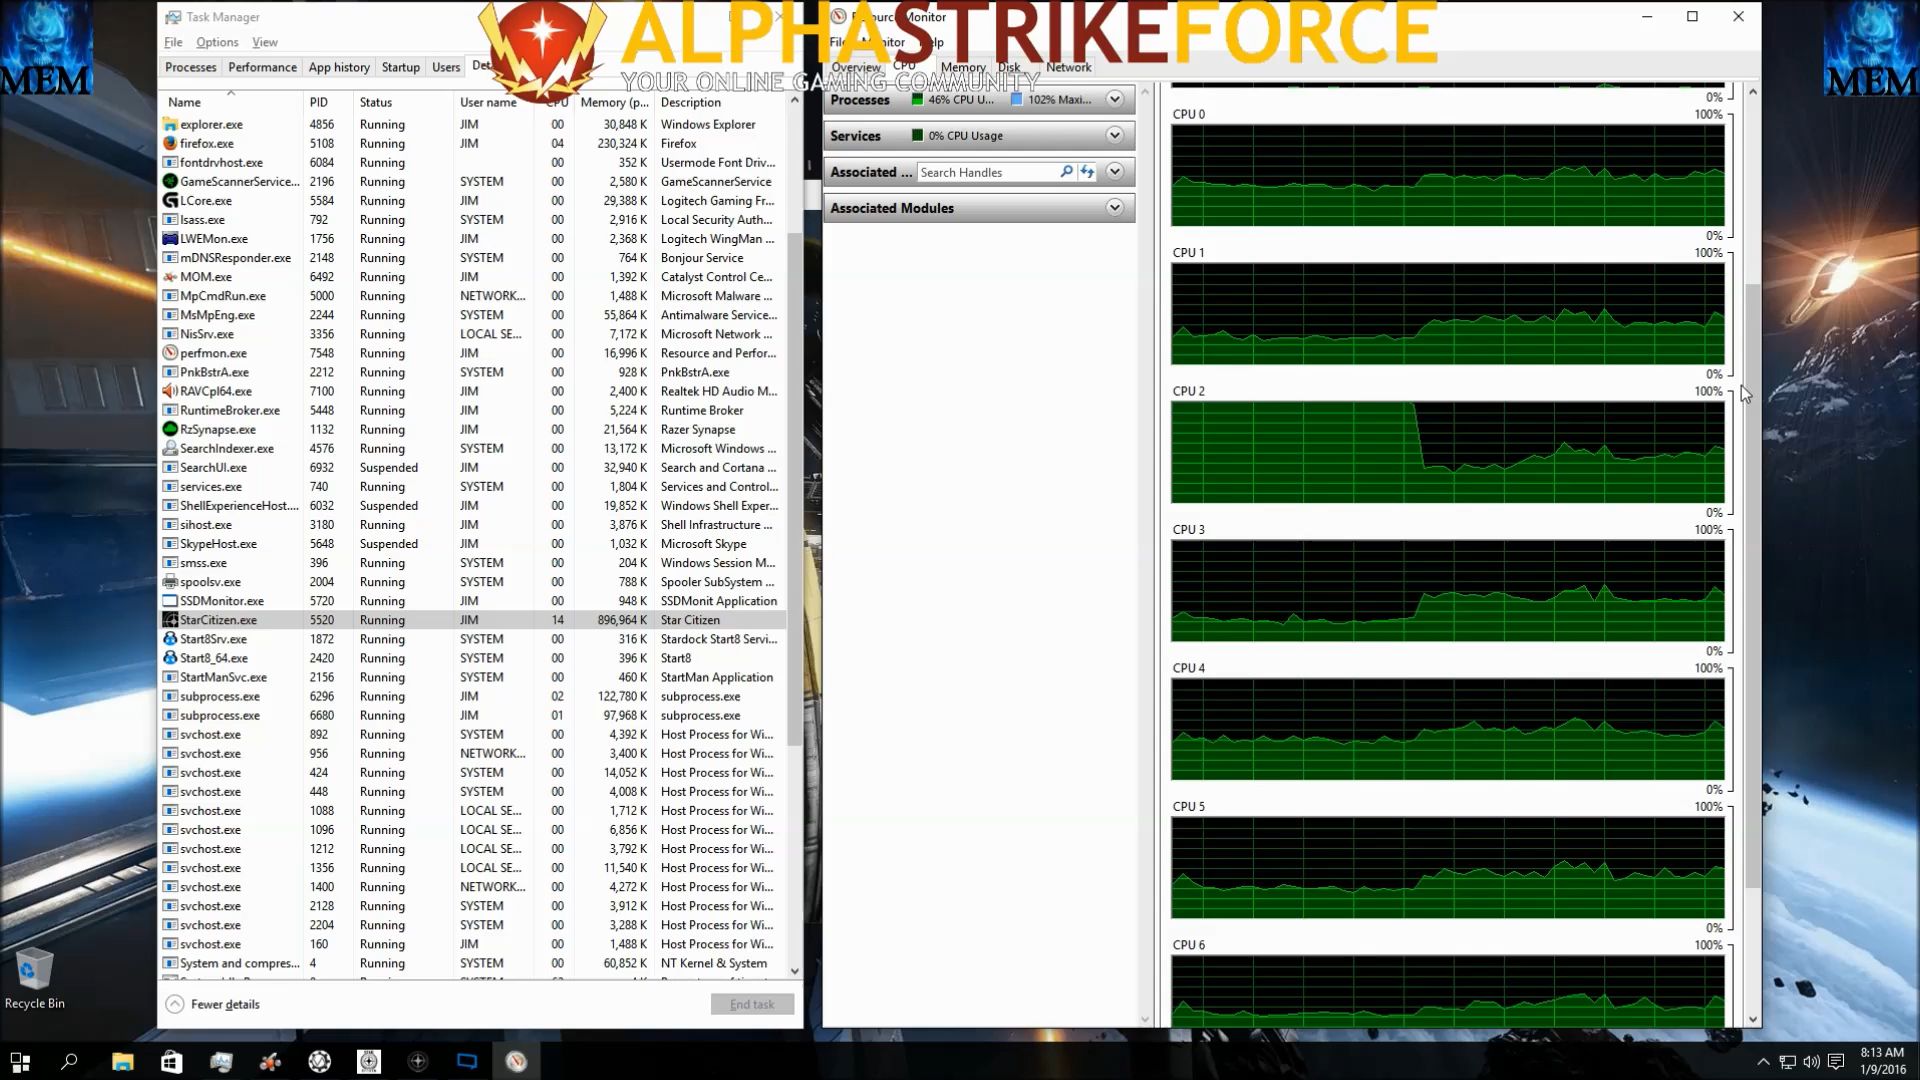 ALPHASTRIKEFORCE
YOUR ONLINE GAMING COMMUNITY
MEM
MEM
Task Manager
File Options View
Processes Performance App history Startup Users
Name PID Status User name CPU Memory (p... Description
explorer.exe 4856 Running JIM 00 30,848 K Windows Explorer
firefox.exe 5108 Running JIM 04 230,324 K Firefox
fontdrvhost.exe 6084 Running 00 352 K Usermode Font Driv...
GameScannerService... 2196 Running SYSTEM 00 2,580 K GameScannerService
LCore.exe 5584 Running JIM 00 29,388 K Logitech Gaming Fr...
lsass.exe 792 Running SYSTEM 00 2,916 K Local Security Auth...
LWEMon.exe 1756 Running JIM 00 2,368 K Logitech WingMan ...
mDNSResponder.exe 2148 Running SYSTEM 00 764 K Bonjour Service
MOM.exe 6492 Running JIM 00 1,392 K Catalyst Control Ce...
MpCmdRun.exe 5000 Running NETWORK... 00 1,488 K Microsoft Malware ...
MsMpEng.exe 2244 Running SYSTEM 00 55,864 K Antimalware Service...
NisSrv.exe 3356 Running LOCAL SE... 00 7,172 K Microsoft Network ...
perfmon.exe 7548 Running JIM 00 16,996 K Resource and Perfor...
PnkBstrA.exe 2212 Running SYSTEM 00 928 K PnkBstrA.exe
RAVCpl64.exe 7100 Running JIM 00 2,400 K Realtek HD Audio M...
RuntimeBroker.exe 5448 Running JIM 00 5,224 K Runtime Broker
RzSynapse.exe 1132 Running JIM 00 21,564 K Razer Synapse
SearchIndexer.exe 4576 Running SYSTEM 00 13,172 K Microsoft Windows ...
SearchUI.exe 6932 Suspended JIM 00 32,940 K Search and Cortana ...
services.exe 740 Running SYSTEM 00 1,804 K Services and Control...
ShellExperienceHost.... 6032 Suspended JIM 00 19,852 K Windows Shell Exper...
sihost.exe 3180 Running JIM 00 3,876 K Shell Infrastructure ...
SkypeHost.exe 5648 Suspended JIM 00 1,032 K Microsoft Skype
smss.exe 396 Running SYSTEM 00 204 K Windows Session M...
spoolsv.exe 2004 Running SYSTEM 00 788 K Spooler SubSystem ...
SSDMonitor.exe 5720 Running JIM 00 948 K SSDMonit Application
StarCitizen.exe 5520 Running JIM 14 896,964 K Star Citizen
Start8Srv.exe 1872 Running SYSTEM 00 316 K Stardock Start8 Servi...
Start8_64.exe 2420 Running SYSTEM 00 396 K Start8
StartManSvc.exe 2156 Running SYSTEM 00 460 K StartMan Application
subprocess.exe 6296 Running JIM 02 122,780 K subprocess.exe
subprocess.exe 6680 Running JIM 01 97,968 K subprocess.exe
svchost.exe 892 Running SYSTEM 00 4,392 K Host Process for Wi...
svchost.exe 956 Running NETWORK... 00 3,400 K Host Process for Wi...
svchost.exe 424 Running SYSTEM 00 14,052 K Host Process for Wi...
svchost.exe 448 Running SYSTEM 00 4,008 K Host Process for Wi...
svchost.exe 1088 Running LOCAL SE... 00 1,712 K Host Process for Wi...
svchost.exe 1096 Running LOCAL SE... 00 6,856 K Host Process for Wi...
svchost.exe 1212 Running LOCAL SE... 00 3,792 K Host Process for Wi...
svchost.exe 1356 Running LOCAL SE... 00 11,540 K Host Process for Wi...
svchost.exe 1400 Running NETWORK... 00 4,272 K Host Process for Wi...
svchost.exe 2128 Running SYSTEM 00 3,912 K Host Process for Wi...
svchost.exe 2204 Running SYSTEM 00 3,288 K Host Process for Wi...
svchost.exe 160 Running JIM 00 1,488 K Host Process for Wi...
System and compres... 4 Running SYSTEM 00 60,852 K NT Kernel & System
Fewer details
End task
Resource Monitor
File Monitor Help
Overview CPU Memory Disk Network
Processes 46% CPU U... 102% Maxi...
Services 0% CPU Usage
Associated ... Search Handles
Associated Modules
0%
CPU 0 100%
0%
CPU 1 100%
0%
CPU 2 100%
0%
CPU 3 100%
0%
CPU 4 100%
0%
CPU 5 100%
0%
CPU 6 100%
Recycle Bin
8:13 AM
1/9/2016